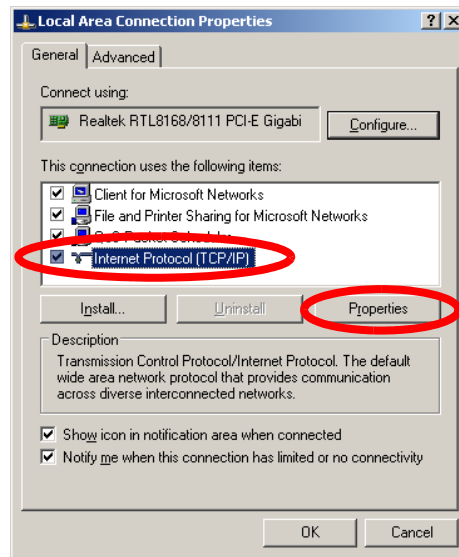 Local Area Connection Properties
General Advanced
Connect using:
Realtek RTL8168/8111 PCI-E Gigabi Configure...
This connection uses the following items:
Client for Microsoft Networks
File and Printer Sharing for Microsoft Networks
QoS Packet Scheduler
Internet Protocol (TCP/IP)
Install... Uninstall Properties
Description
Transmission Control Protocol/Internet Protocol. The default
wide area network protocol that provides communication
across diverse interconnected networks.
Show icon in notification area when connected
Notify me when this connection has limited or no connectivity
OK Cancel